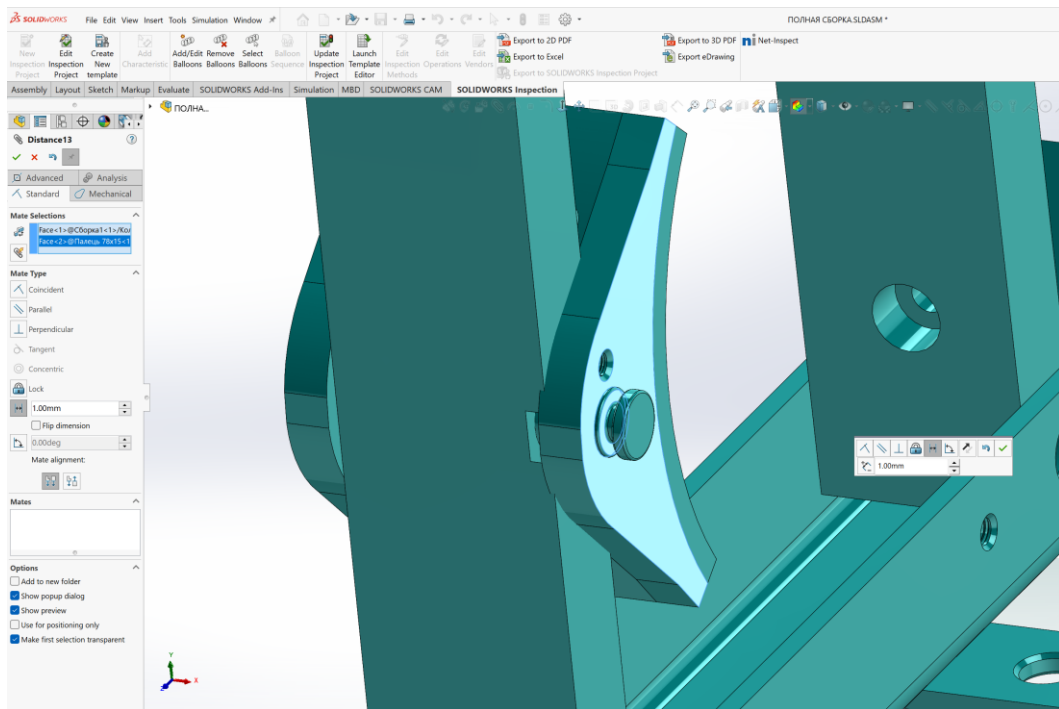 SOLIDWORKS File Edit View Insert Tools Simulation Window ПОЛНАЯ СБОРКА.SLDASM *
New Inspection Project
Edit Inspection Project
Create New template
Add Characteristic
Add/Edit Balloons
Remove Balloons
Select Balloons
Balloon Sequence
Update Inspection Project
Launch Template Editor
Edit Inspection Methods
Edit Operations
Edit Vendors
Export to 2D PDF
Export to Excel
Export to SOLIDWORKS Inspection Project
Export to 3D PDF
Export eDrawing
Net-Inspect
Assembly Layout Sketch Markup Evaluate SOLIDWORKS Add-Ins Simulation MBD SOLIDWORKS CAM SOLIDWORKS Inspection
ПОЛНА...
Distance13
Advanced Analysis
Standard Mechanical
Mate Selections
Face<1>@Сборка1<1>/Кол
Face<2>@Палець 78x15<1
Mate Type
Coincident
Parallel
Perpendicular
Tangent
Concentric
Lock
1.00mm
Flip dimension
0.00deg
Mate alignment:
Mates
Options
Add to new folder
Show popup dialog
Show preview
Use for positioning only
Make first selection transparent
1.00mm
Y
X
Z